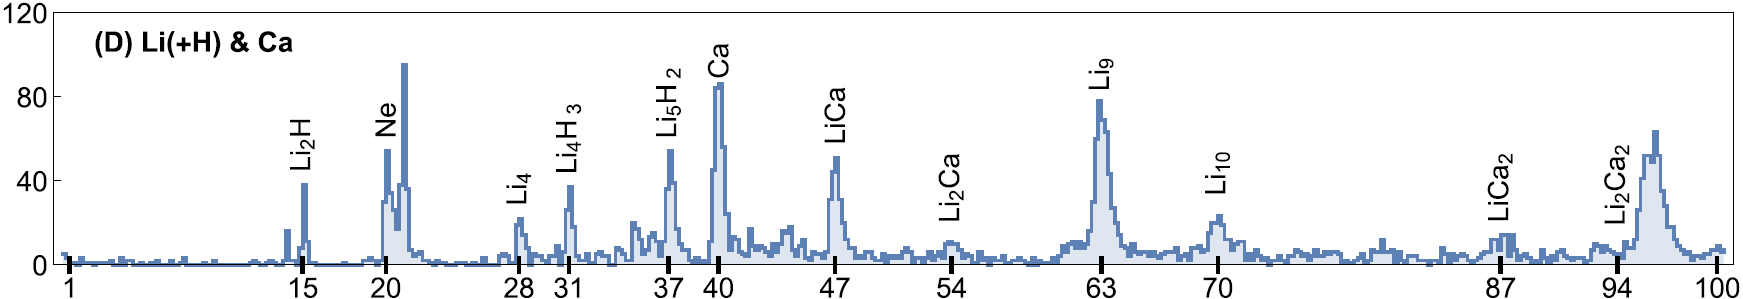 120
(D) Li(+H) & Ca
80
40
0
Li₂H
Ne
Li₄
Li₄H₃
Li₅H₂
Ca
LiCa
Li₂Ca
Li₉
Li₁₀
LiCa₂
Li₂Ca₂
1 15 20 28 31 37 40 47 54 63 70 87 94 100